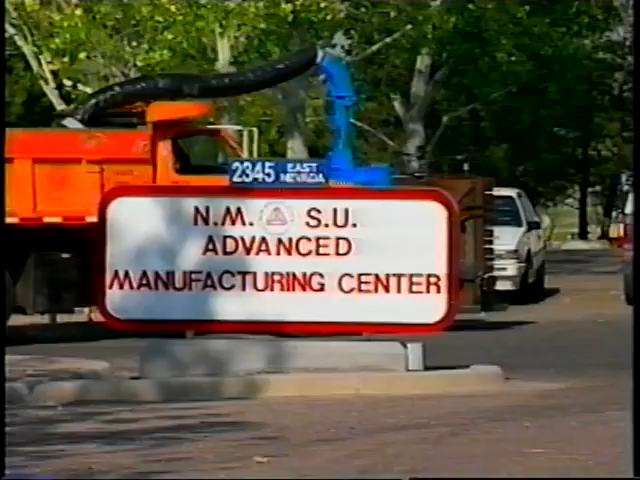 2345 EAST NEVADA
N.M. S.U.
ADVANCED
MANUFACTURING CENTER